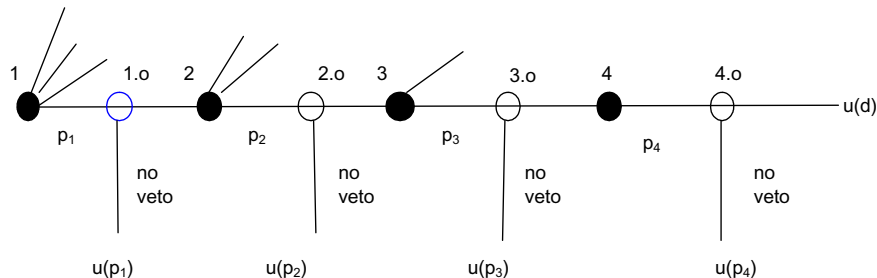 1 1.o 2 2.o 3 3.o 4 4.o
u(d)
p₁ p₂ p₃ p₄
no no no no
veto veto veto veto
u(p₁) u(p₂) u(p₃) u(p₄)